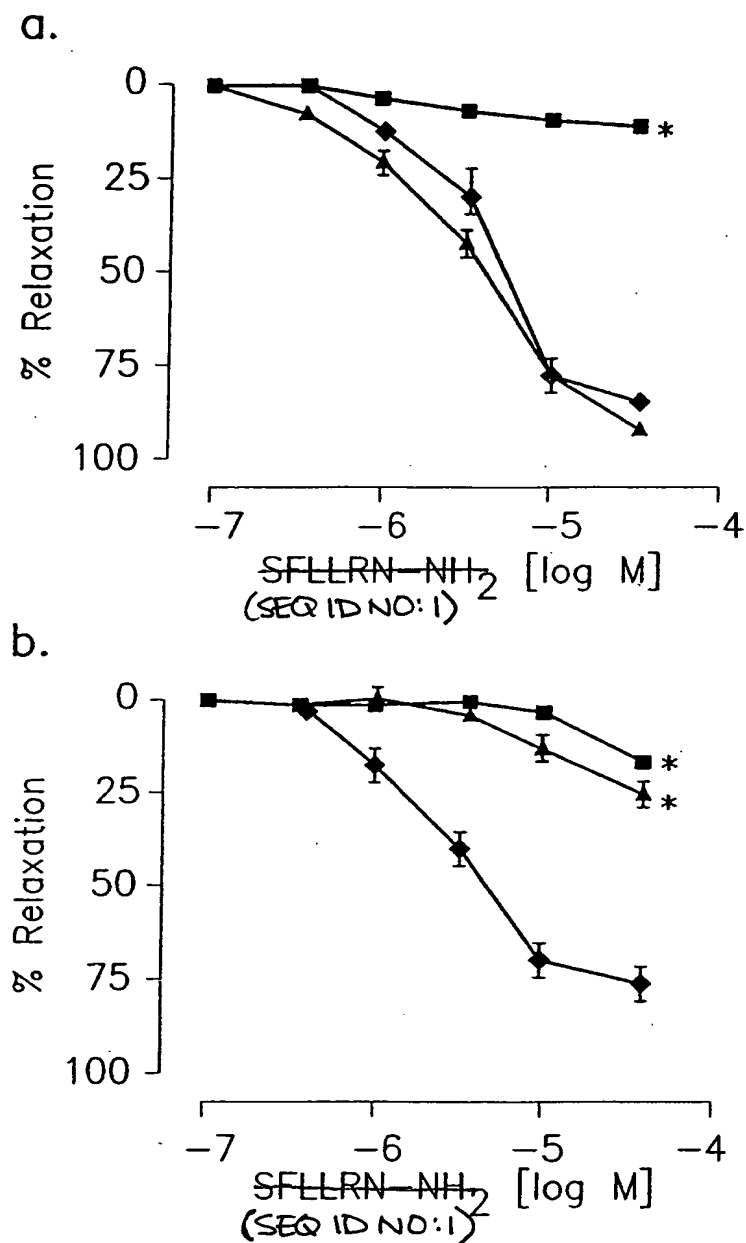 a.
0
25
50
75
100
% Relaxation
*
-7 -6 -5 -4
SFLLRN-NH2 [log M]
(SEQ ID NO: 1)
b.
0
25
50
75
100
% Relaxation
*
*
-7 -6 -5 -4
SFLLRN-NH2 [log M]
(SEQ ID NO: 1)